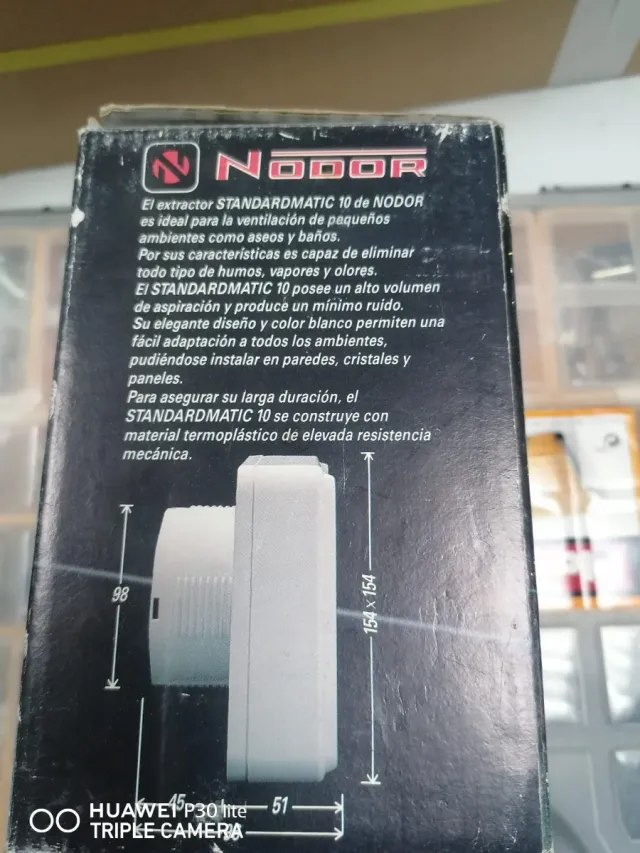 NODOR
El extractor STANDARDMATIC 10 de NODOR
es ideal para la ventilación de pequeños
ambientes como aseos y baños.
Por sus características es capaz de eliminar
todo tipo de humos, vapores y olores.
El STANDARDMATIC 10 posee un alto volumen
de aspiración y produce un mínimo ruido.
Su elegante diseño y color blanco permiten una
fácil adaptación a todos los ambientes,
pudiéndose instalar en paredes, cristales y
paneles.
Para asegurar su larga duración, el
STANDARDMATIC 10 se construye con
material termoplástico de elevada resistencia
mecánica.
98
154 x 154
45
51
HUAWEI P30 lite
TRIPLE CAMERA